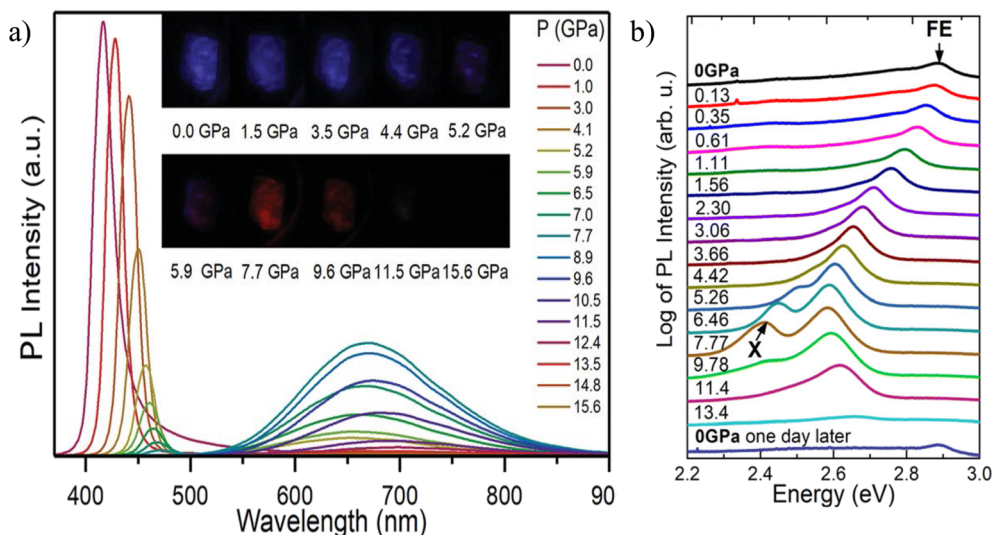 a)
PL Intensity (a.u.)
0.0 GPa 1.5 GPa 3.5 GPa 4.4 GPa 5.2 GPa
5.9 GPa 7.7 GPa 9.6 GPa 11.5 GPa 15.6 GPa
P (GPa)
0.0
1.0
3.0
4.1
5.2
5.9
6.5
7.0
7.7
8.9
9.6
10.5
11.5
12.4
13.5
14.8
15.6
400 500 600 700 800 90
Wavelength (nm)
b)
Log of PL Intensity (arb. u.)
FE
0GPa
0.13
0.35
0.61
1.11
1.56
2.30
3.06
3.66
4.42
5.26
6.46
7.77
X
9.78
11.4
13.4
0GPa one day later
2.2 2.4 2.6 2.8 3.0
Energy (eV)